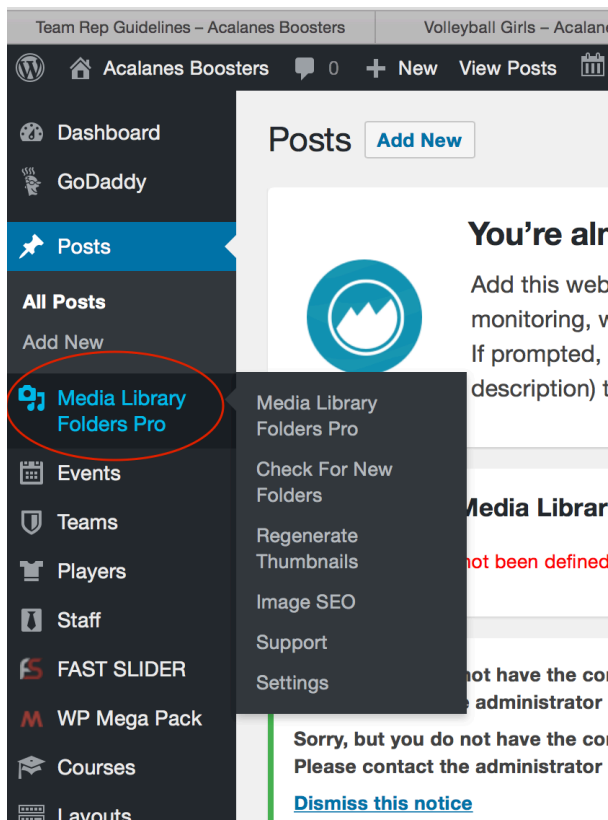 Team Rep Guidelines – Acalanes Boosters
Volleyball Girls – Acalane
Acalanes Boosters 0 New View Posts
Dashboard
GoDaddy
Posts
All Posts
Add New
Media Library
Folders Pro
Events
Teams
Players
Staff
FAST SLIDER
WP Mega Pack
Courses
Layouts
Media Library
Folders Pro
Check For New
Folders
Regenerate
Thumbnails
Image SEO
Support
Settings
Posts Add New
You’re alr
Add this web
monitoring, w
If prompted,
description) t
Media Librar
not been defined
not have the cor
administrator
Sorry, but you do not have the cor
Please contact the administrator
Dismiss this notice